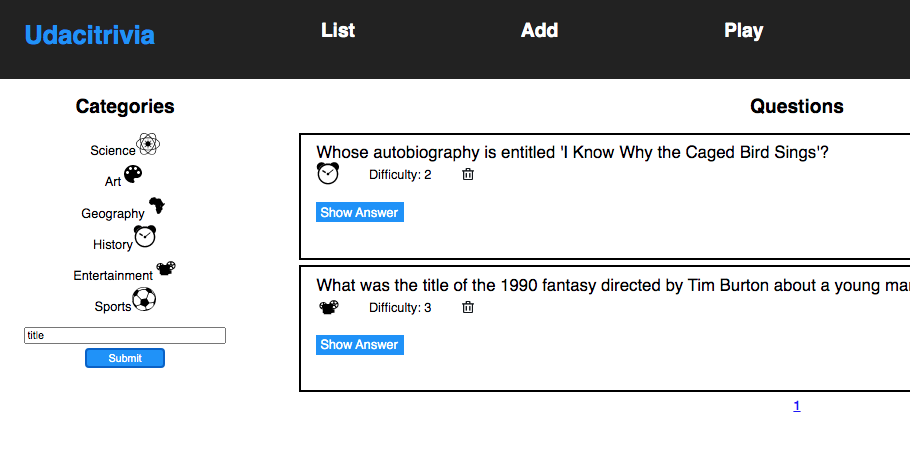 Udacitrivia
List
Add
Play
Categories
Science
Art
Geography
History
Entertainment
Sports
title
Submit
Questions
Whose autobiography is entitled 'I Know Why the Caged Bird Sings'?
Difficulty: 2
Show Answer
What was the title of the 1990 fantasy directed by Tim Burton about a young
Difficulty: 3
Show Answer
1